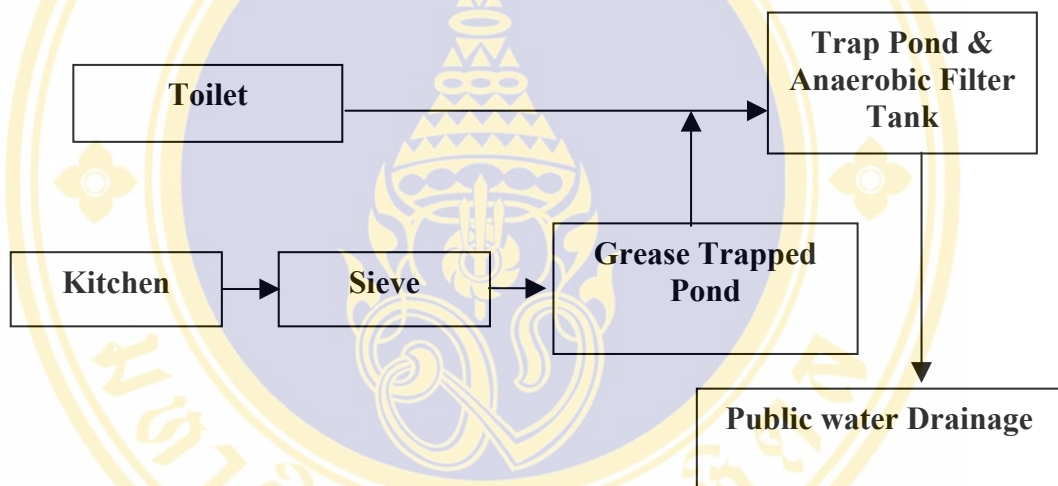 Trap Pond &
Anaerobic Filter
Tank
Toilet
Kitchen
Sieve
Grease Trapped
Pond
Public water Drainage